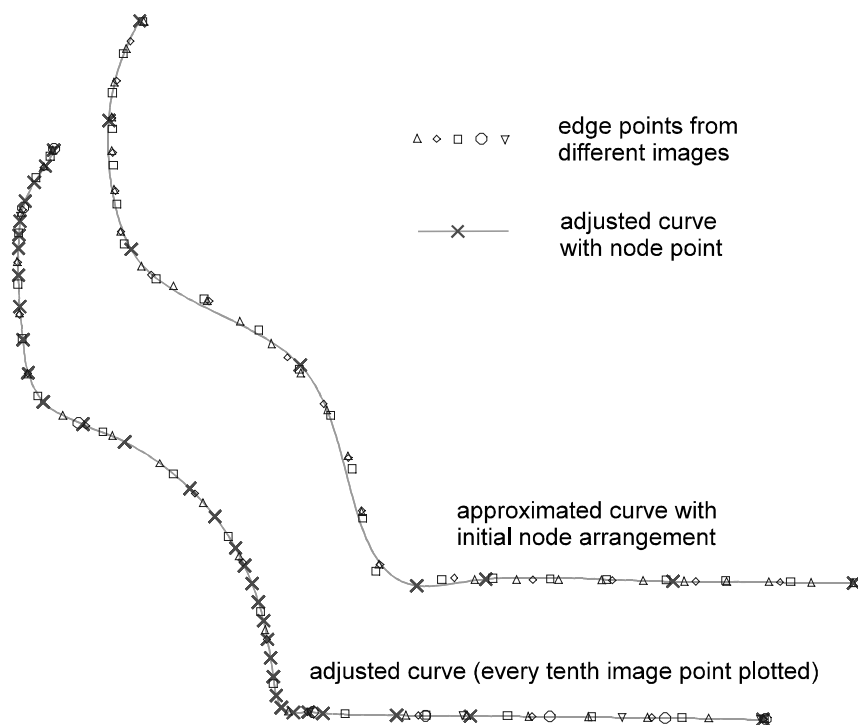 edge points from
different images
adjusted curve
with node point
approximated curve with
initial node arrangement
adjusted curve (every tenth image point plotted)